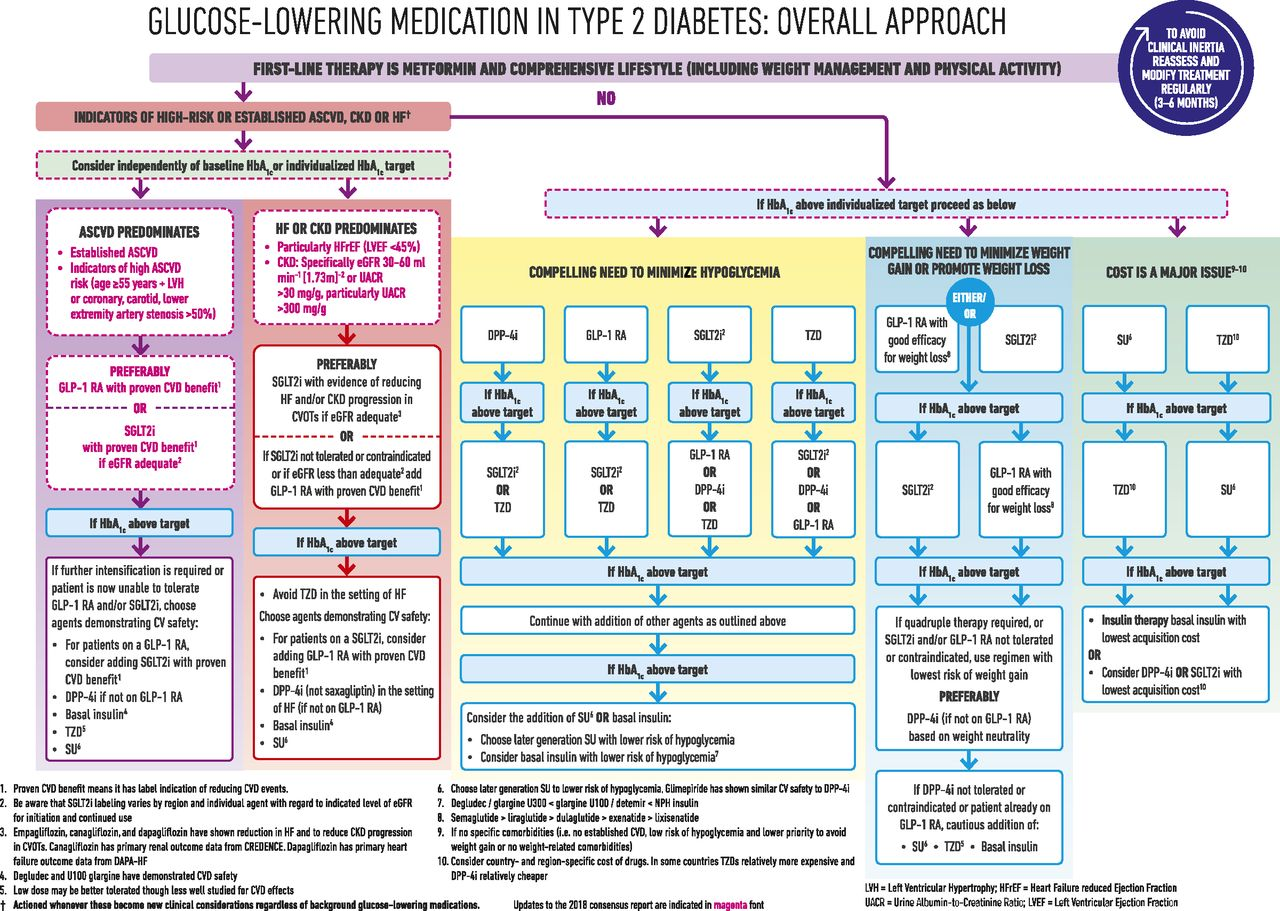 GLUCOSE-LOWERING MEDICATION IN TYPE 2 DIABETES: OVERALL APPROACH
TO AVOID
CLINICAL INERTIA
REASSESS AND
MODIFY TREATMENT
REGULARLY
(3–6 MONTHS)
FIRST-LINE THERAPY IS METFORMIN AND COMPREHENSIVE LIFESTYLE (INCLUDING WEIGHT MANAGEMENT AND PHYSICAL ACTIVITY)
NO
INDICATORS OF HIGH-RISK OR ESTABLISHED ASCVD, CKD OR HF†
Consider independently of baseline HbA1c or individualized HbA1c target
ASCVD PREDOMINATES
• Established ASCVD
• Indicators of high ASCVD
risk (age ≥55 years + LVH
or coronary, carotid, lower
extremity artery stenosis >50%)
PREFERABLY
GLP-1 RA with proven CVD benefit¹
OR
SGLT2i
with proven CVD benefit¹
if eGFR adequate²
If HbA1c above target
If further intensification is required or
patient is now unable to tolerate
GLP-1 RA and/or SGLT2i, choose
agents demonstrating CV safety:
• For patients on a GLP-1 RA,
consider adding SGLT2i with proven
CVD benefit¹
• DPP-4i if not on GLP-1 RA
• Basal insulin⁴
• TZD⁵
• SU⁶
HF OR CKD PREDOMINATES
• Particularly HFrEF (LVEF <45%)
• CKD: Specifically eGFR 30–60 ml
min⁻¹ [1.73m]⁻² or UACR
>30 mg/g, particularly UACR
>300 mg/g
PREFERABLY
SGLT2i with evidence of reducing
HF and/or CKD progression in
CVOTs if eGFR adequate³
OR
If SGLT2i not tolerated or contraindicated
or if eGFR less than adequate² add
GLP-1 RA with proven CVD benefit¹
If HbA1c above target
• Avoid TZD in the setting of HF
Choose agents demonstrating CV safety:
• For patients on a SGLT2i, consider
adding GLP-1 RA with proven CVD
benefit¹
• DPP-4i (not saxagliptin) in the setting
of HF (if not on GLP-1 RA)
• Basal insulin⁴
• SU⁶
If HbA1c above individualized target proceed as below
COMPELLING NEED TO MINIMIZE HYPOGLYCEMIA
DPP-4i
GLP-1 RA
SGLT2i²
TZD
If HbA1c
above target
If HbA1c
above target
If HbA1c
above target
If HbA1c
above target
SGLT2i²
OR
TZD
SGLT2i²
OR
TZD
GLP-1 RA
OR
DPP-4i
OR
TZD
SGLT2i²
OR
DPP-4i
OR
GLP-1 RA
If HbA1c above target
Continue with addition of other agents as outlined above
If HbA1c above target
Consider the addition of SU⁶ OR basal insulin:
• Choose later generation SU with lower risk of hypoglycemia
• Consider basal insulin with lower risk of hypoglycemia⁷
COMPELLING NEED TO MINIMIZE WEIGHT
GAIN OR PROMOTE WEIGHT LOSS
EITHER/
OR
GLP-1 RA with
good efficacy
for weight loss⁸
SGLT2i²
If HbA1c above target
SGLT2i²
GLP-1 RA with
good efficacy
for weight loss⁸
If HbA1c above target
If quadruple therapy required, or
SGLT2i and/or GLP-1 RA not tolerated
or contraindicated, use regimen with
lowest risk of weight gain
PREFERABLY
DPP-4i (if not on GLP-1 RA)
based on weight neutrality
If DPP-4i not tolerated or
contraindicated or patient already on
GLP-1 RA, cautious addition of:
• SU⁶ • TZD⁵ • Basal insulin
COST IS A MAJOR ISSUE⁹⁻¹⁰
SU⁶
TZD¹⁰
If HbA1c above target
TZD¹⁰
SU⁶
If HbA1c above target
• Insulin therapy basal insulin with
lowest acquisition cost
OR
• Consider DPP-4i OR SGLT2i with
lowest acquisition cost¹⁰
1. Proven CVD benefit means it has label indication of reducing CVD events.
2. Be aware that SGLT2i labeling varies by region and individual agent with regard to indicated level of eGFR
for initiation and continued use
3. Empagliflozin, canagliflozin, and dapagliflozin have shown reduction in HF and to reduce CKD progression
in CVOTs. Canagliflozin has primary renal outcome data from CREDENCE. Dapagliflozin has primary heart
failure outcome data from DAPA-HF
4. Degludec and U100 glargine have demonstrated CVD safety
5. Low dose may be better tolerated though less well studied for CVD effects
† Actioned whenever these become new clinical considerations regardless of background glucose-lowering medications.
6. Choose later generation SU to lower risk of hypoglycemia, Glimepiride has shown similar CV safety to DPP-4i
7. Degludec / glargine U300 < glargine U100 / detemir < NPH insulin
8. Semaglutide > liraglutide > dulaglutide > exenatide > lixisenatide
9. If no specific comorbidities (i.e. no established CVD, low risk of hypoglycemia and lower priority to avoid
weight gain or no weight-related comorbidities)
10. Consider country- and region-specific cost of drugs. In some countries TZDs relatively more expensive and
DPP-4i relatively cheaper
Updates to the 2018 consensus report are indicated in magenta font
LVH = Left Ventricular Hypertrophy; HFrEF = Heart Failure reduced Ejection Fraction
UACR = Urine Albumin-to-Creatinine Ratio; LVEF = Left Ventricular Ejection Fraction